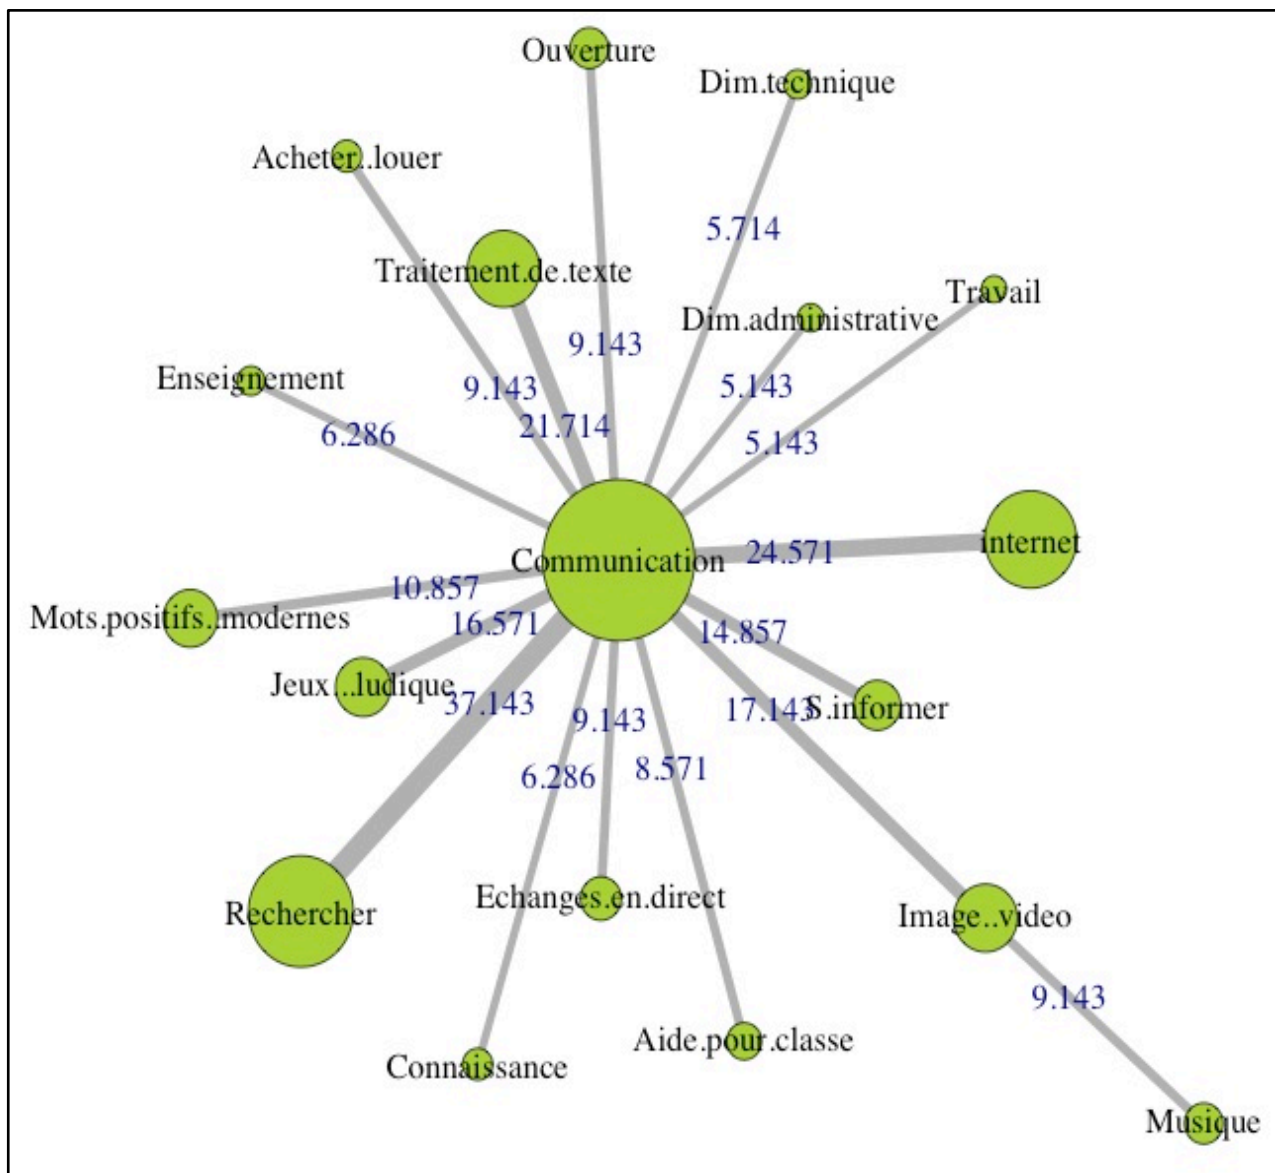 Ouverture
Dim.technique
Acheter..louer
5.714
Traitement.de.texte
Travail
Dim.administrative
9.143
Enseignement
9.143
5.143
21.714
6.286
5.143
internet
24.571
Communication
10.857
Mots.positifs..modernes
16.571
14.857
Jeux...ludique
37.143
9.143
17.143
S.informer
6.286
8.571
Echanges.en.direct
Rechercher
Image..video
9.143
Aide.pour.classe
Connaissance
Musique